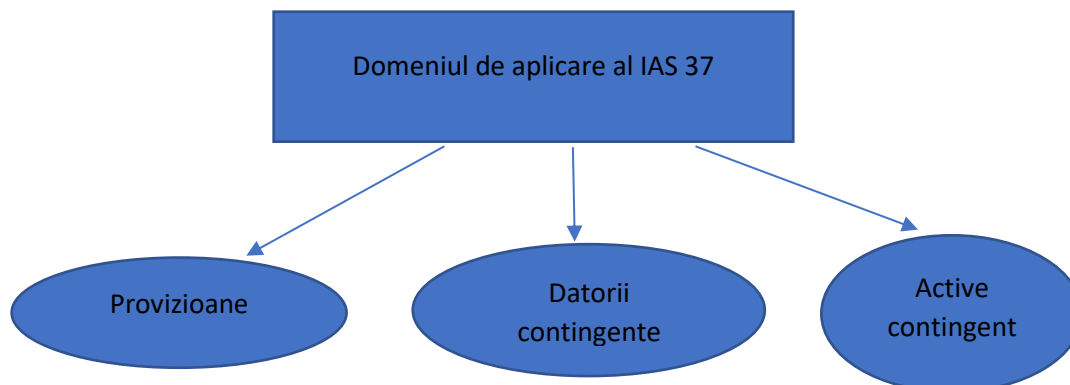 Domeniul de aplicare al IAS 37
Provizioane
Datorii
contingente
Active
contingent